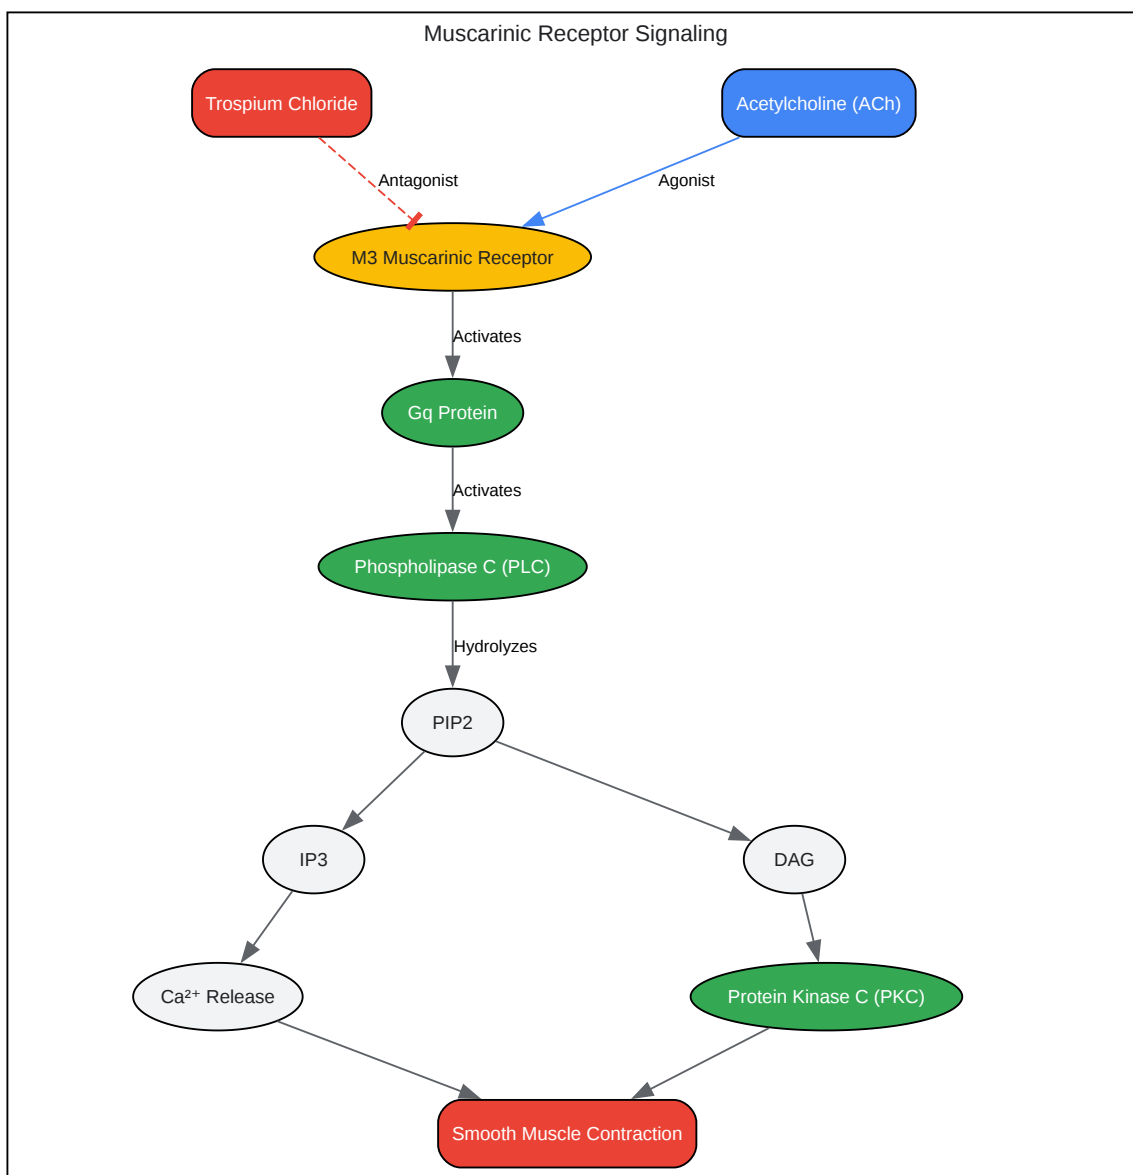 Muscarinic Receptor Signaling
Trospium Chloride
Acetylcholine (ACh)
Antagonist
Agonist
M3 Muscarinic Receptor
Activates
Gq Protein
Activates
Phospholipase C (PLC)
Hydrolyzes
PIP2
IP3
DAG
Ca²⁺ Release
Protein Kinase C (PKC)
Smooth Muscle Contraction